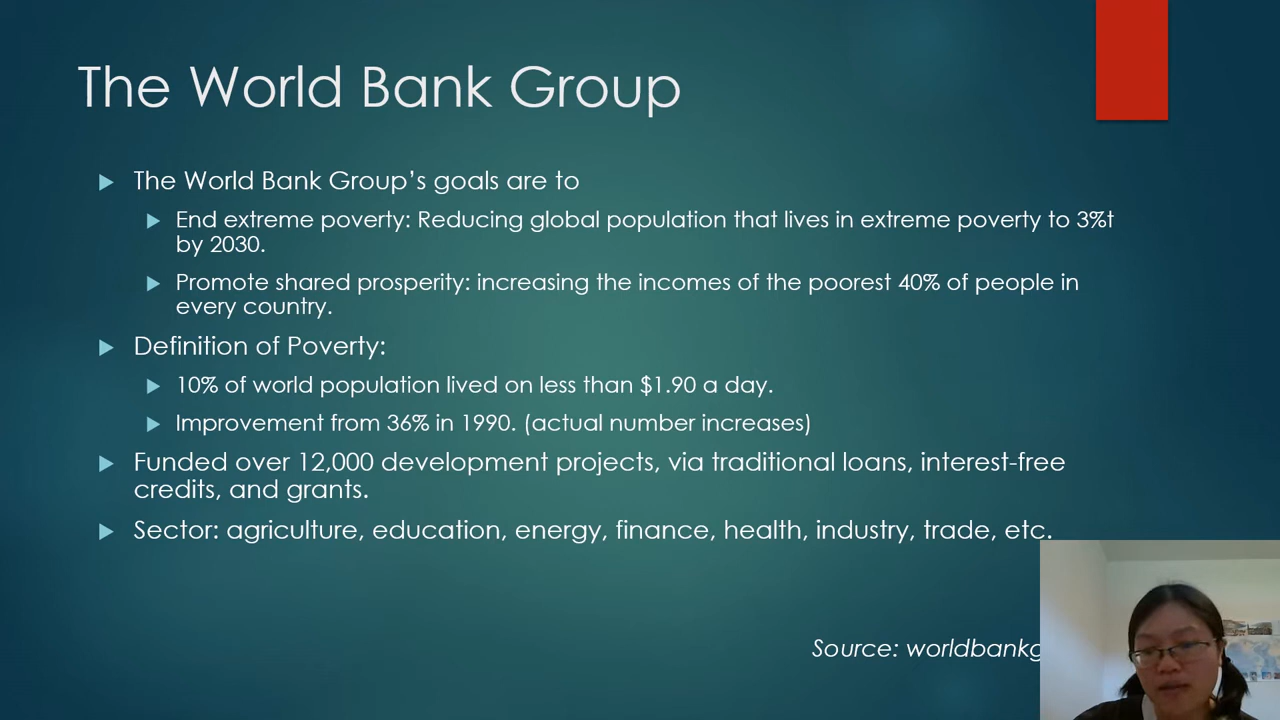 The World Bank Group
The World Bank Group's goals are to
End extreme poverty: Reducing global population that lives in extreme poverty to 3%t
by 2030.
Promote shared prosperity: increasing the incomes of the poorest 40% of people in
every country.
Definition of Poverty:
10% of world population lived on less than $1.90 a day.
Improvement from 36% in 1990. (actual number increases)
Funded over 12,000 development projects, via traditional loans, interest-free
credits, and grants.
Sector: agriculture, education, energy, finance, health, industry, trade, etc.
Source: worldbankg